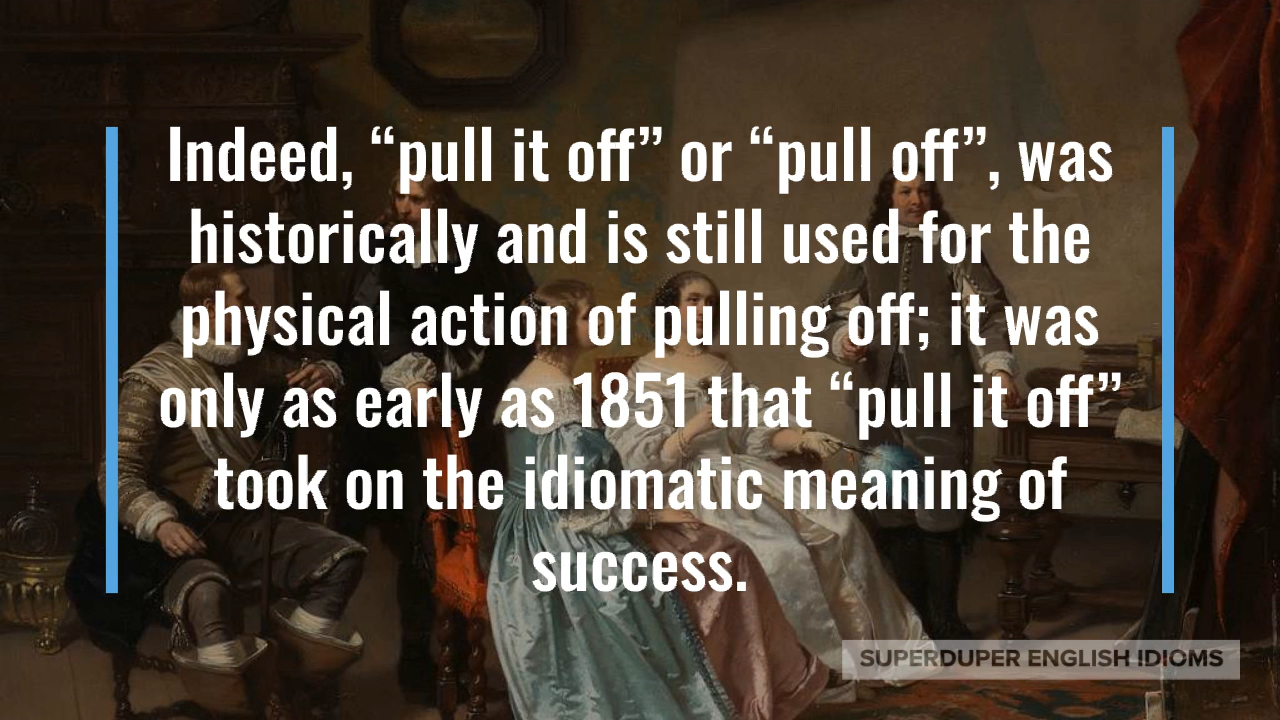 Indeed, “pull it off” or “pull off”, was
historically and is still used for the
physical action of pulling off; it was
only as early as 1851 that “pull it off”
took on the idiomatic meaning of
success.
SUPERDUPER ENGLISH IDIOMS